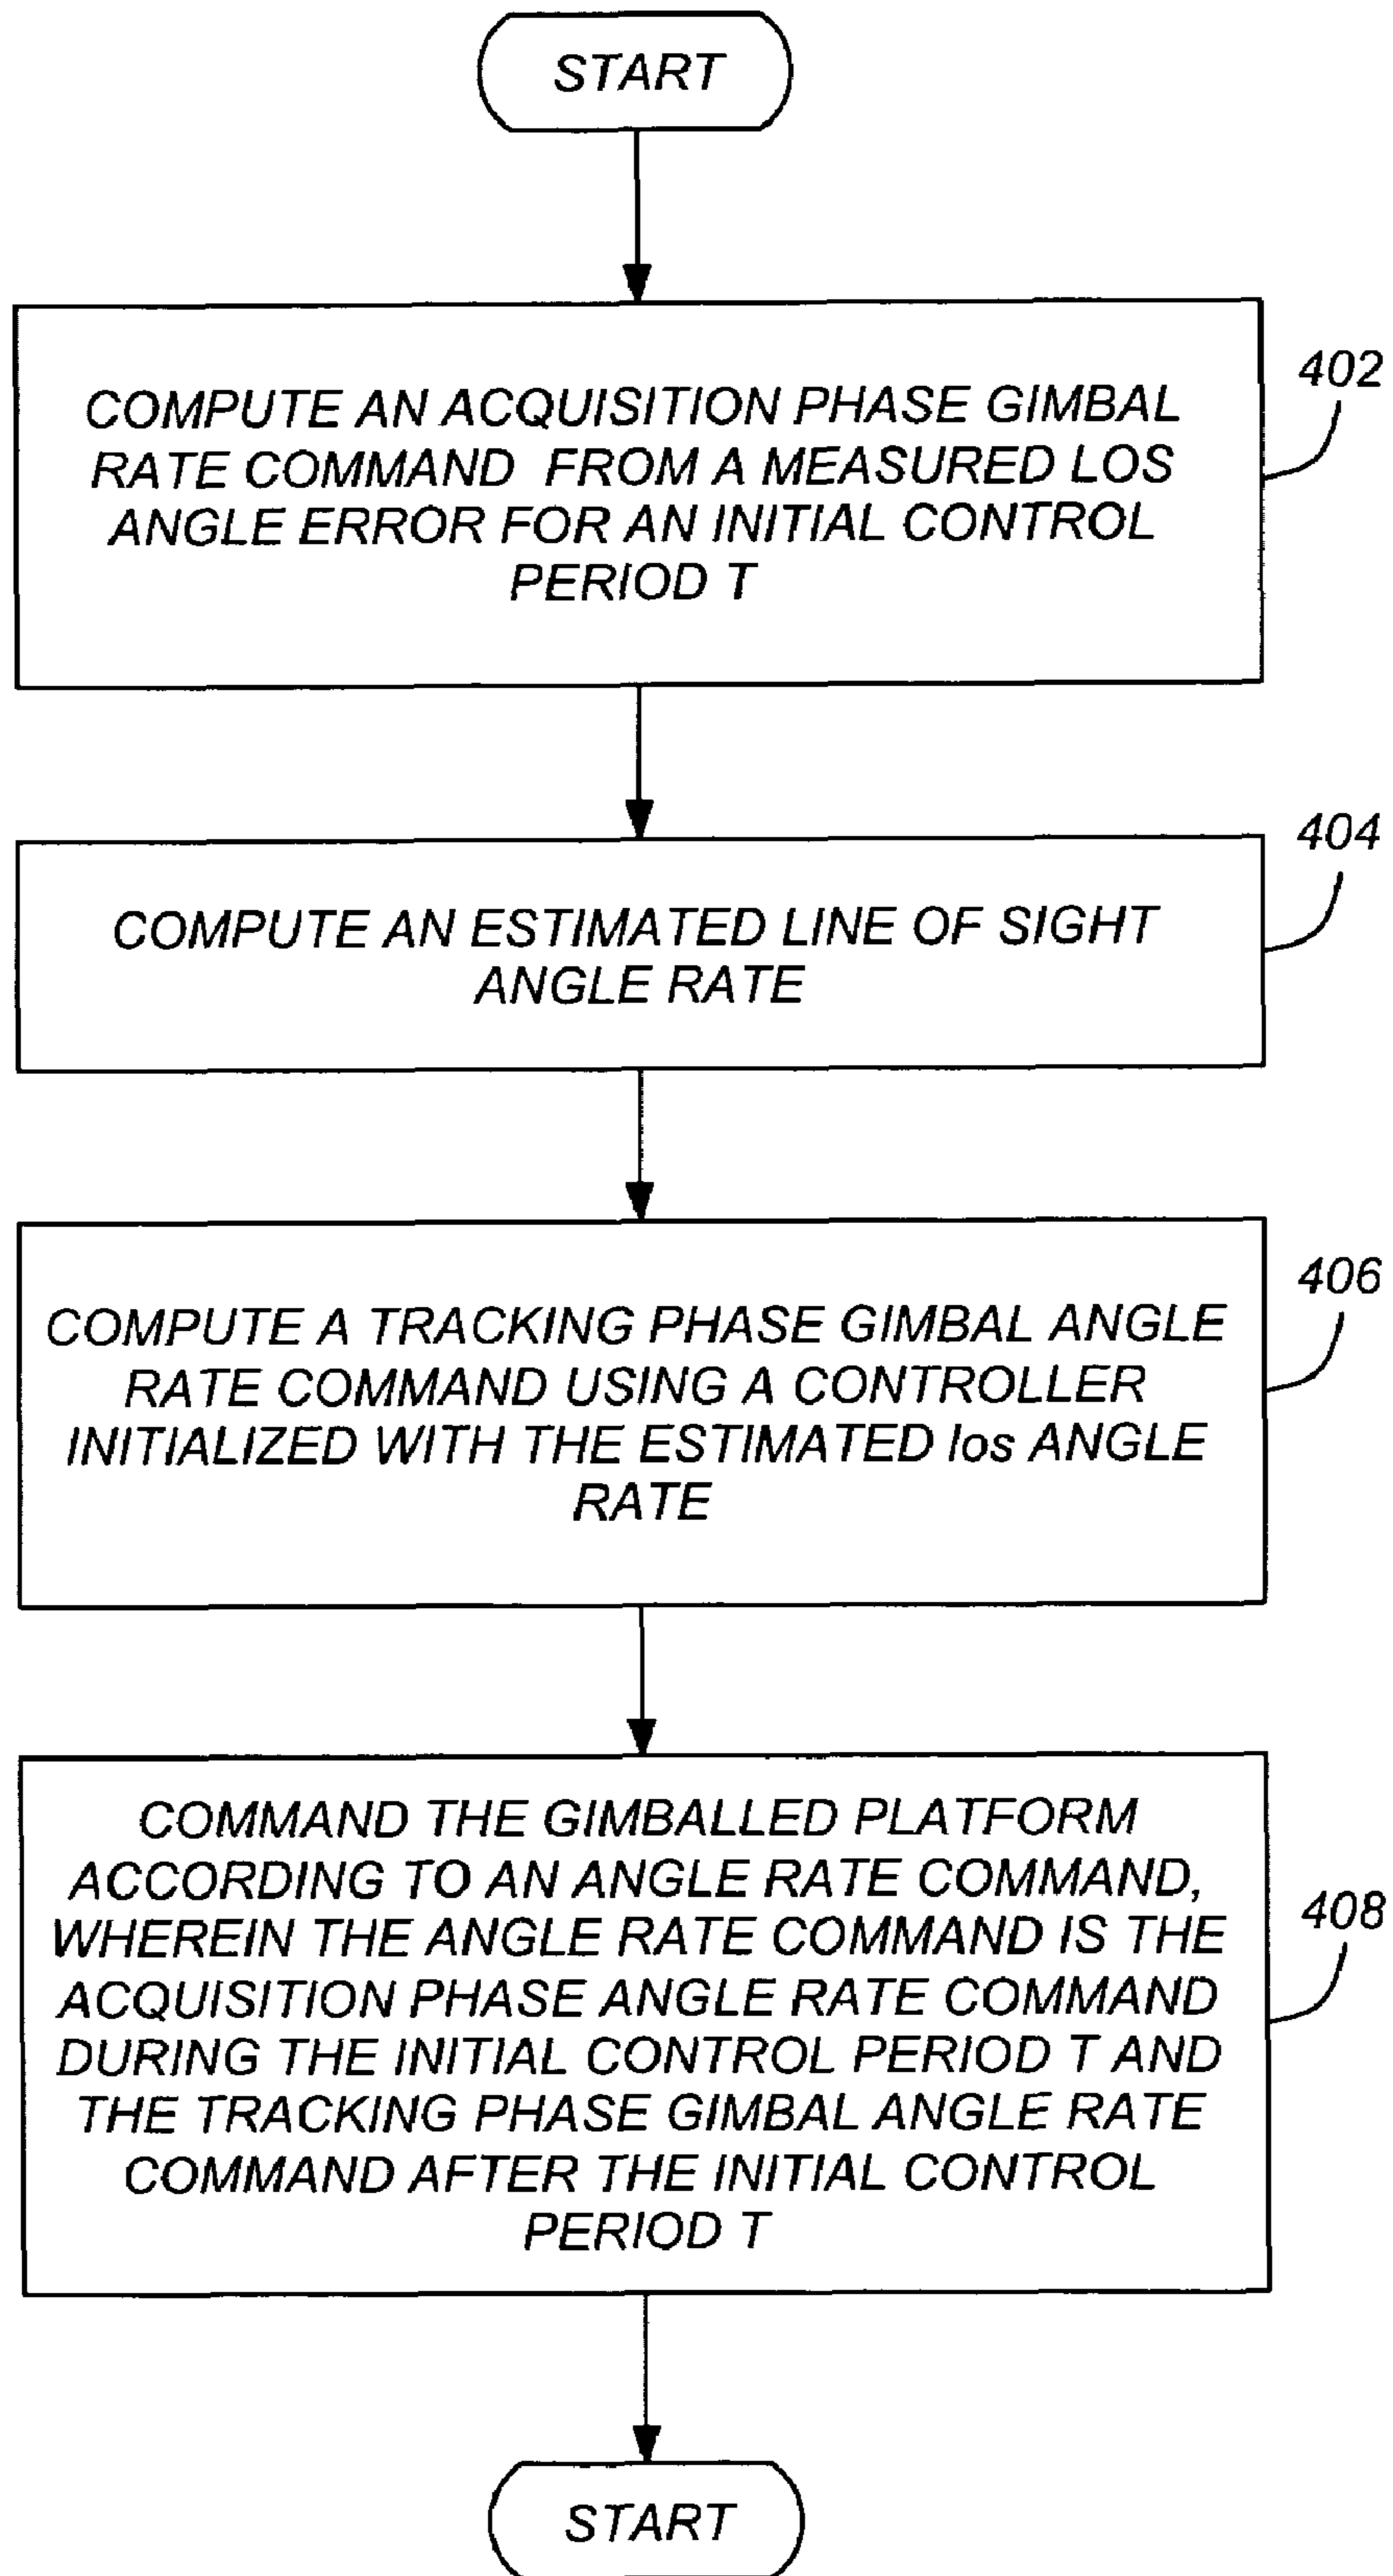 START
COMPUTE AN ACQUISITION PHASE GIMBAL
RATE COMMAND FROM A MEASURED LOS
ANGLE ERROR FOR AN INITIAL CONTROL
PERIOD T
402
COMPUTE AN ESTIMATED LINE OF SIGHT
ANGLE RATE
404
COMPUTE A TRACKING PHASE GIMBAL ANGLE
RATE COMMAND USING A CONTROLLER
INITIALIZED WITH THE ESTIMATED los ANGLE
RATE
406
COMMAND THE GIMBALLED PLATFORM
ACCORDING TO AN ANGLE RATE COMMAND,
WHEREIN THE ANGLE RATE COMMAND IS THE
ACQUISITION PHASE ANGLE RATE COMMAND
DURING THE INITIAL CONTROL PERIOD T AND
THE TRACKING PHASE GIMBAL ANGLE RATE
COMMAND AFTER THE INITIAL CONTROL
PERIOD T
408
START